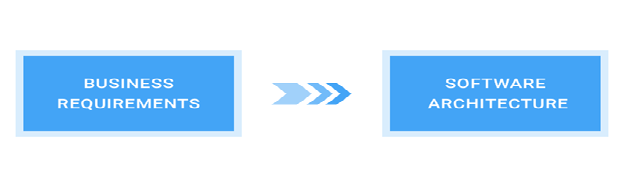 BUSINESS
REQUIREMENTS
SOFTWARE
ARCHITECTURE